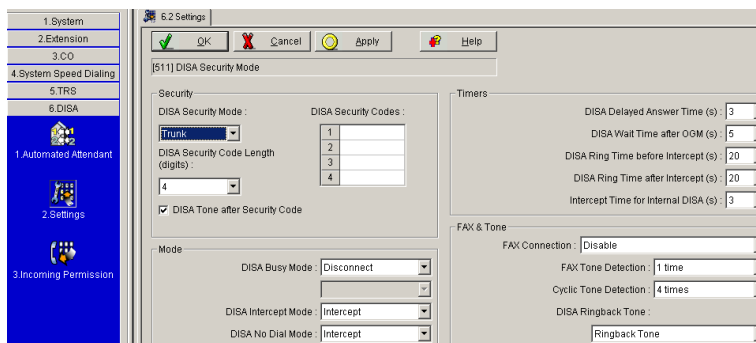 1.System
2.Extension
3.CO
4.System Speed Dialing
5.TRS
6.DISA
1.Automated Attendant
2.Settings
3.Incoming Permission
6.2 Settings
OK Cancel Apply Help
[511] DISA Security Mode
Security
DISA Security Mode :
Trunk
DISA Security Code Length
(digits) :
4
DISA Tone after Security Code
DISA Security Codes :
1
2
3
4
Mode
DISA Busy Mode : Disconnect
DISA Intercept Mode : Intercept
DISA No Dial Mode : Intercept
Timers
DISA Delayed Answer Time (s) : 3
DISA Wait Time after OGM (s) : 5
DISA Ring Time before Intercept (s) : 20
DISA Ring Time after Intercept (s) : 20
Intercept Time for Internal DISA (s) : 3
FAX & Tone
FAX Connection : Disable
FAX Tone Detection : 1 time
Cyclic Tone Detection : 4 times
DISA Ringback Tone :
Ringback Tone